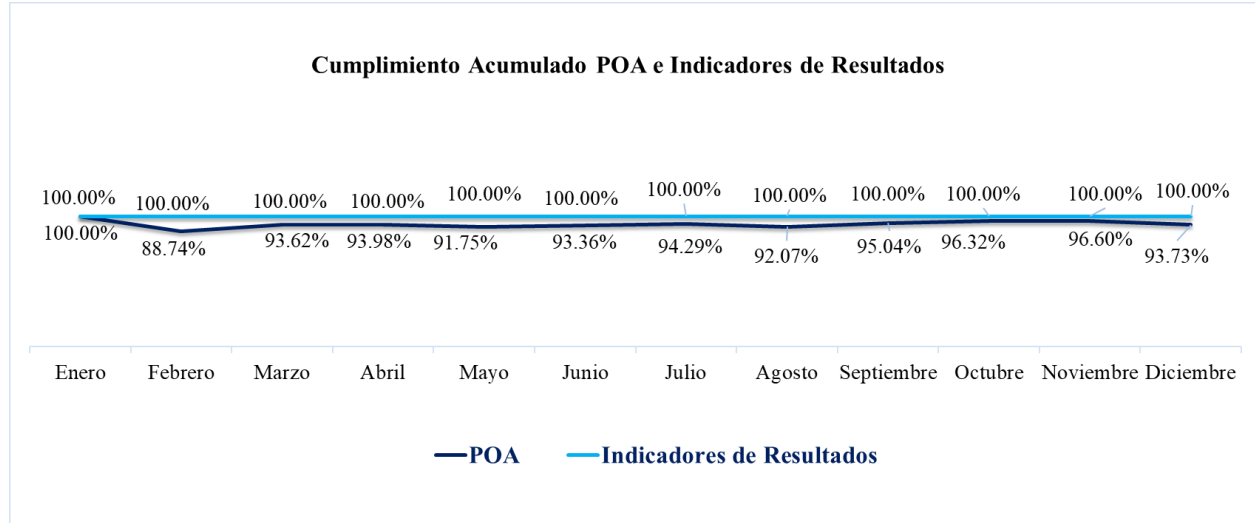 Cumplimiento Acumulado POA e Indicadores de Resultados
100.00% 100.00% 100.00% 100.00% 100.00% 100.00% 100.00% 100.00% 100.00% 100.00% 100.00% 100.00%
100.00% 88.74% 93.62% 93.98% 91.75% 93.36% 94.29% 92.07% 95.04% 96.32% 96.60% 93.73%
Enero Febrero Marzo Abril Mayo Junio Julio Agosto Septiembre Octubre Noviembre Diciembre
POA Indicadores de Resultados